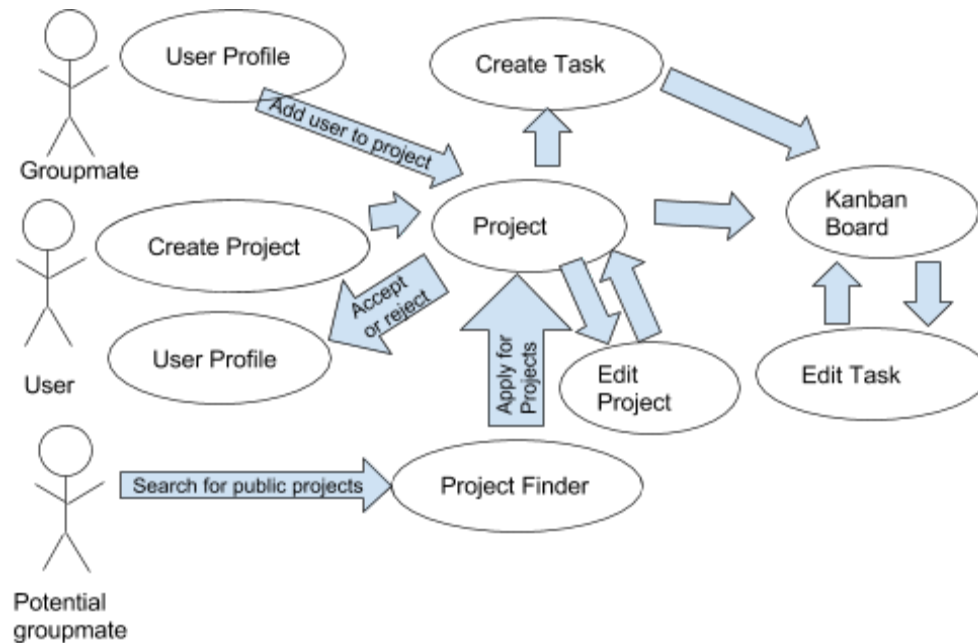 User Profile
Create Task
Add user to project
Groupmate
Kanban
Board
Create Project
Project
Accept
or reject
User Profile
User
Apply for
Projects
Edit
Project
Edit Task
Search for public projects
Project Finder
Potential
groupmate